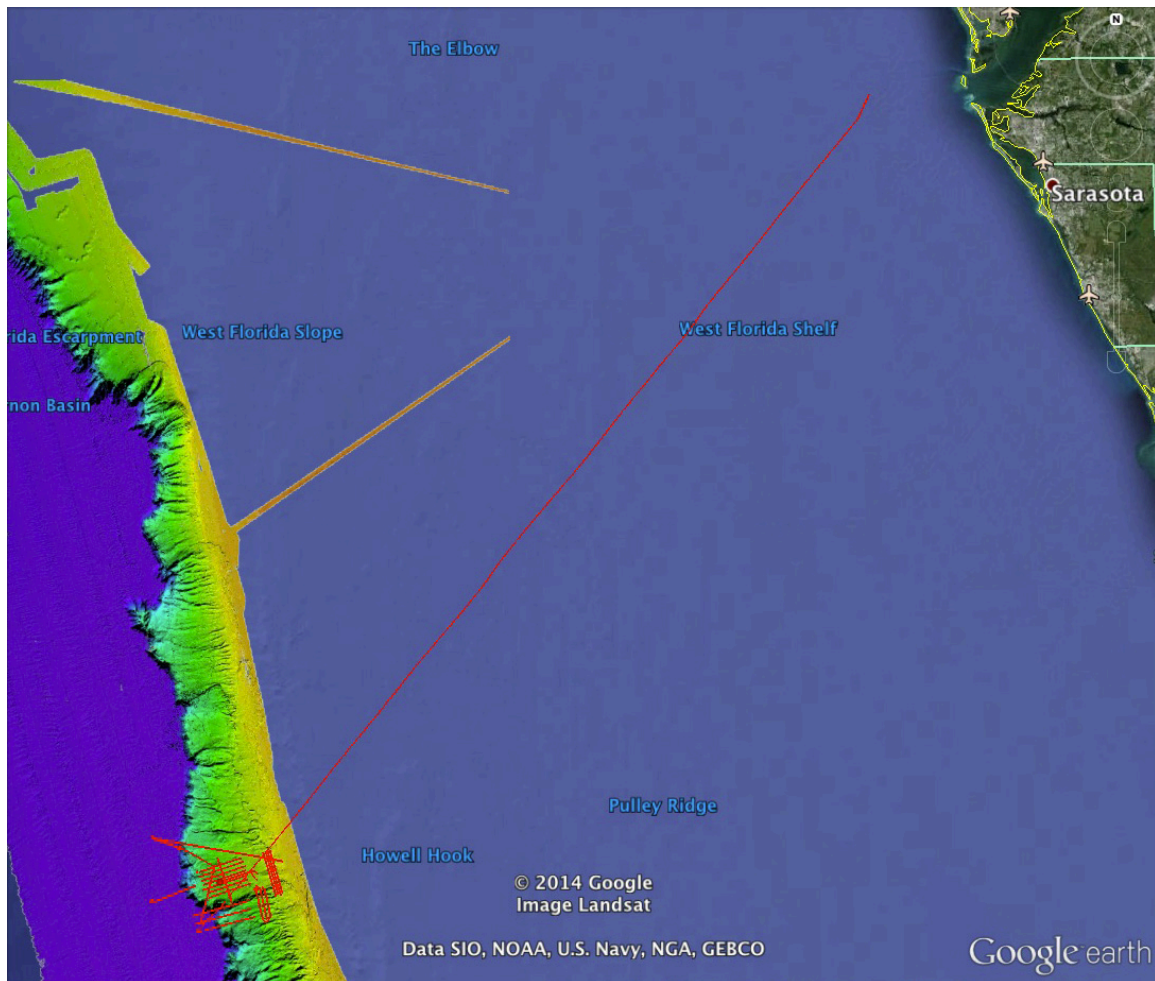 The Elbow
N
Sarasota
West Florida Slope
West Florida Shelf
rida Escarpment
rnon Basin
Pulley Ridge
Howell Hook
© 2014 Google
Image Landsat
Data SIO, NOAA, U.S. Navy, NGA, GEBCO
Google earth